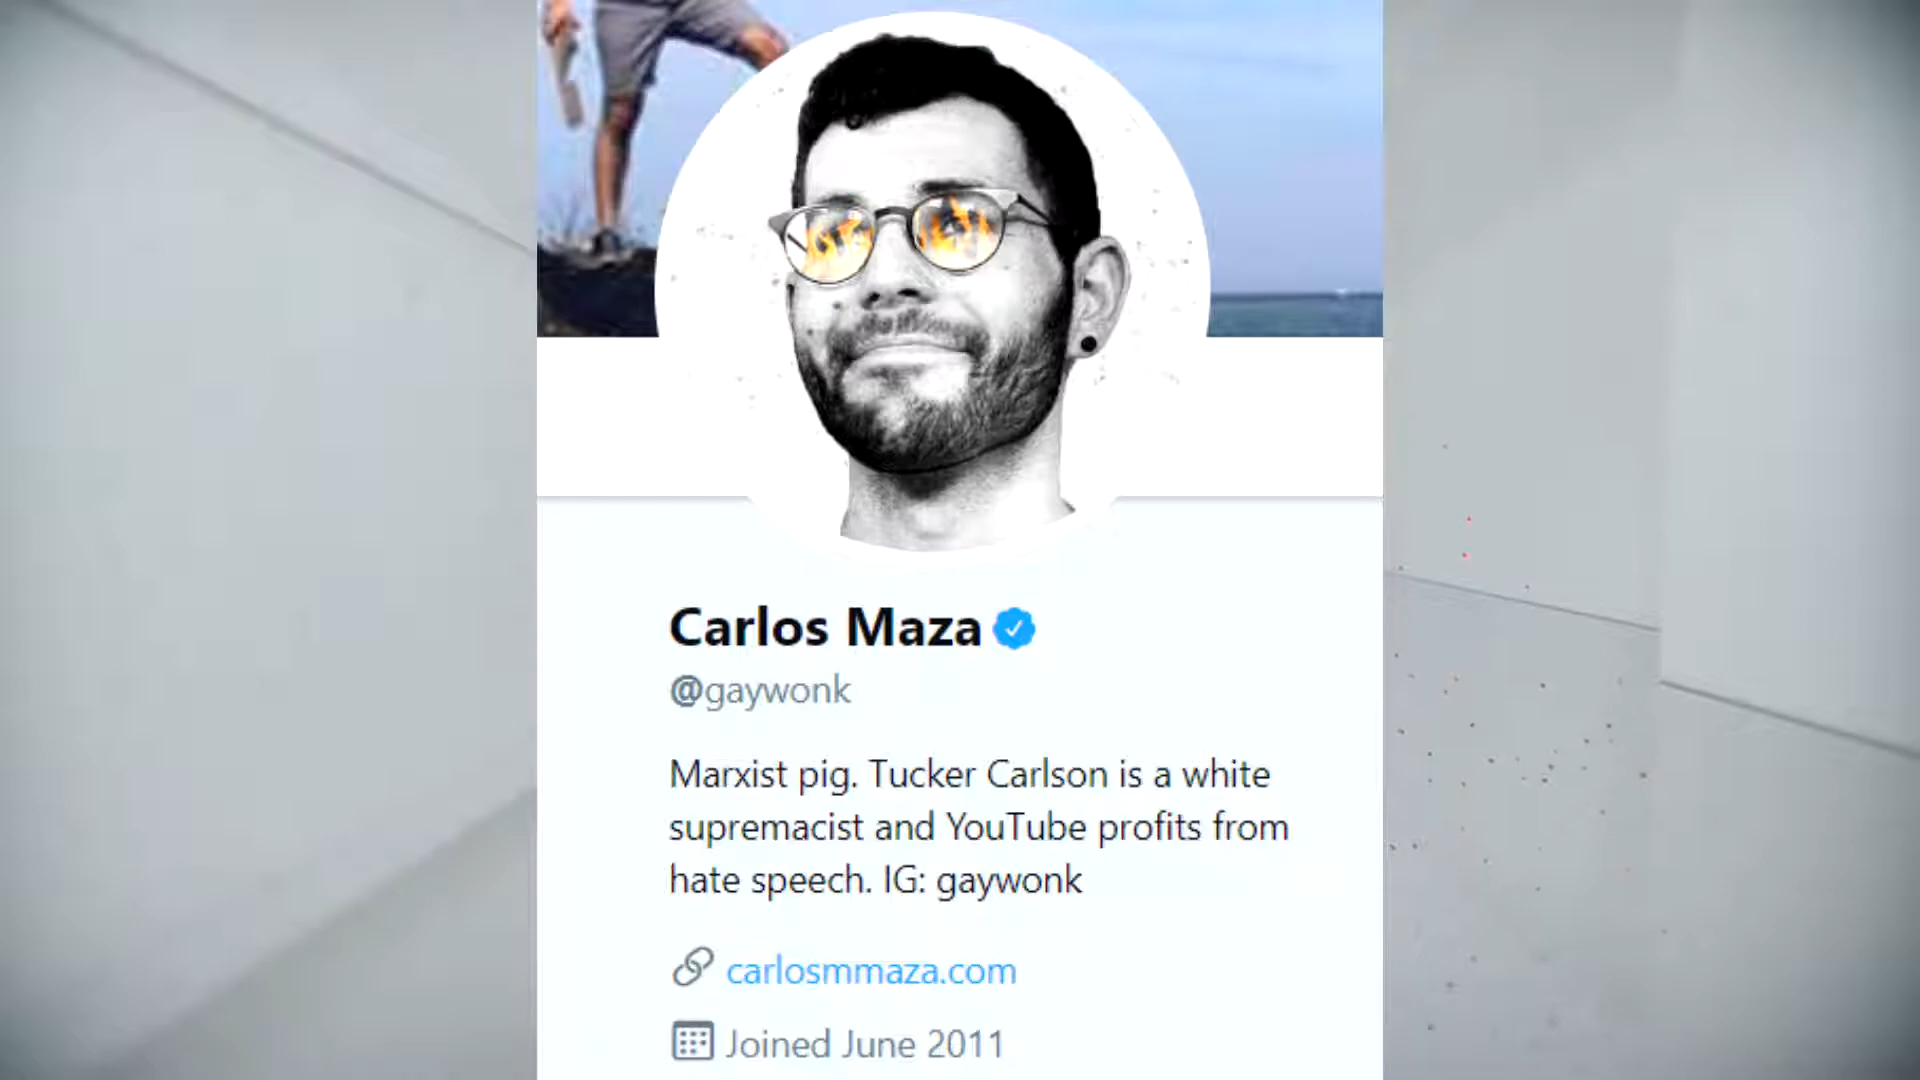 Carlos Maza
@gaywonk
Marxist pig. Tucker Carlson is a white
supremacist and YouTube profits from
hate speech. IG: gaywonk
carlosmmaza.com
Joined June 2011